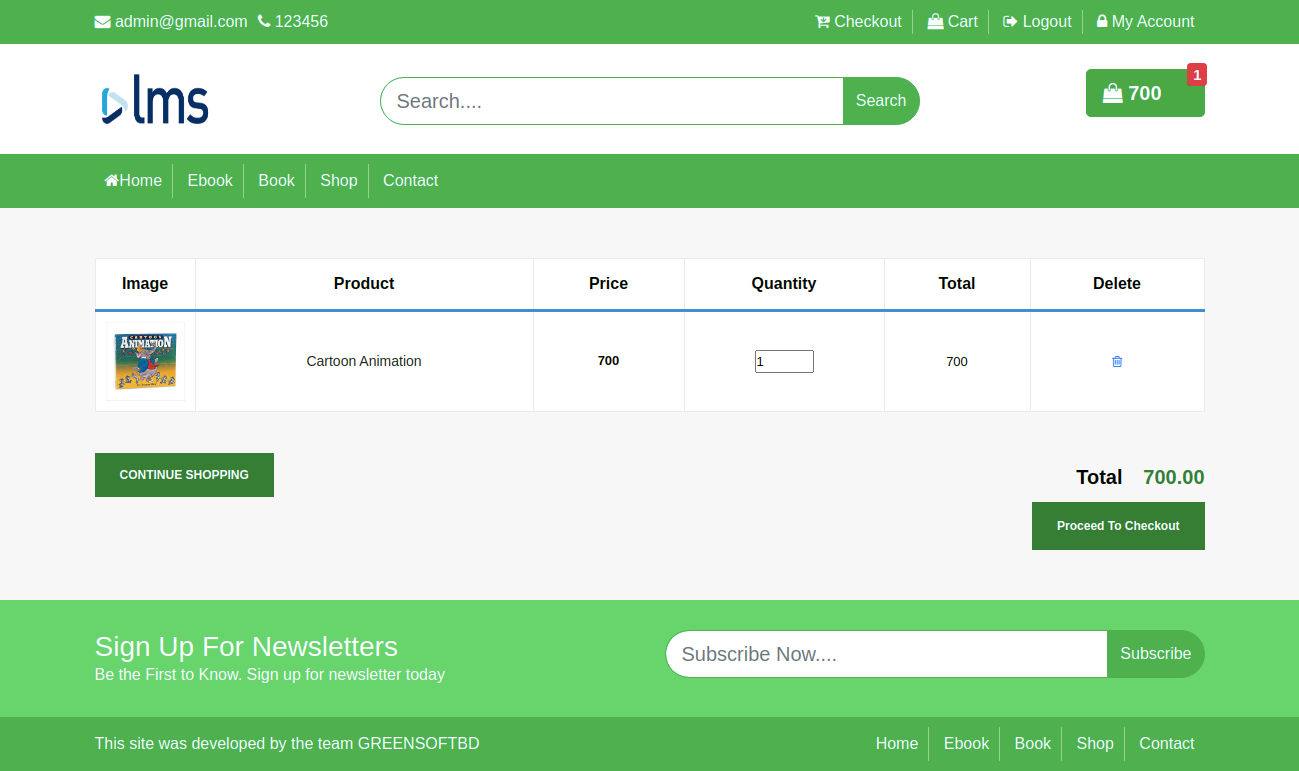 admin@gmail.com 123456 Checkout Cart Logout My Account
lms Search.... Search 700 1
Home Ebook Book Shop Contact
Image Product Price Quantity Total Delete
CARTOON
ANIMATION
Cartoon Animation 700 1 700
CONTINUE SHOPPING Total 700.00
Proceed To Checkout
Sign Up For Newsletters
Be the First to Know. Sign up for newsletter today
Subscribe Now.... Subscribe
This site was developed by the team GREENSOFTBD Home Ebook Book Shop Contact